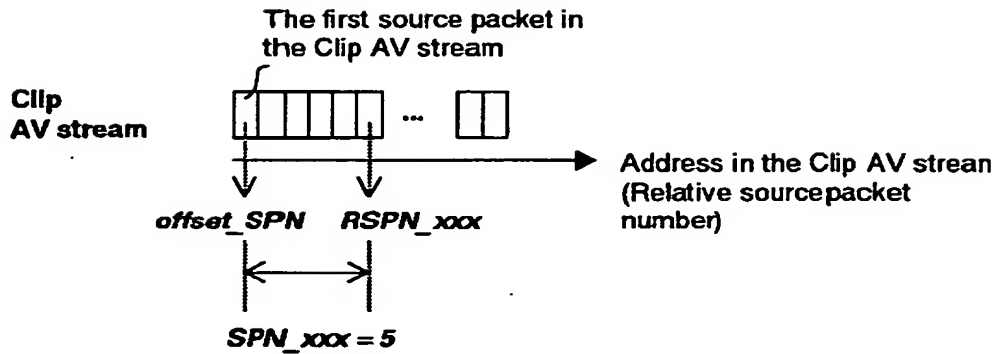 The first source packet in
the Clip AV stream
Clip
AV stream
...
Address in the Clip AV strean
(Relative sourcepacket
number)
offset_SPN RSPN_xxx
SPN_xxx = 5